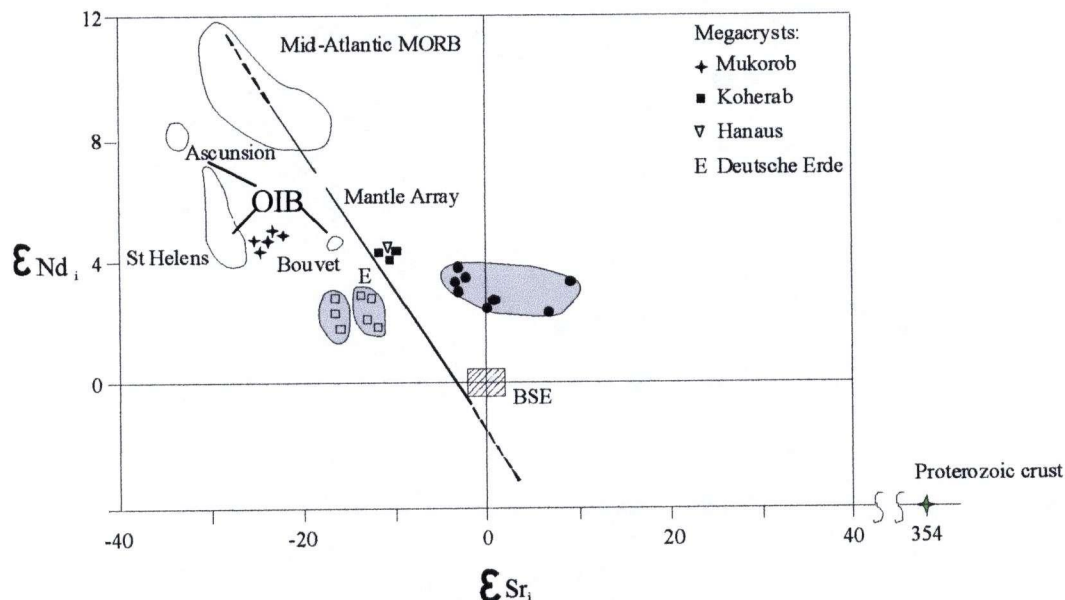 12
8
4
0
ε Nd i
-40
-20
0
20
40
354
ε Sr i
Mid-Atlantic MORB
Ascunsion
OIB
Mantle Array
St Helens
Bouvet
E
BSE
Proterozoic crust
Megacrysts:
Mukorob
Koherab
Hanaus
E Deutsche Erde